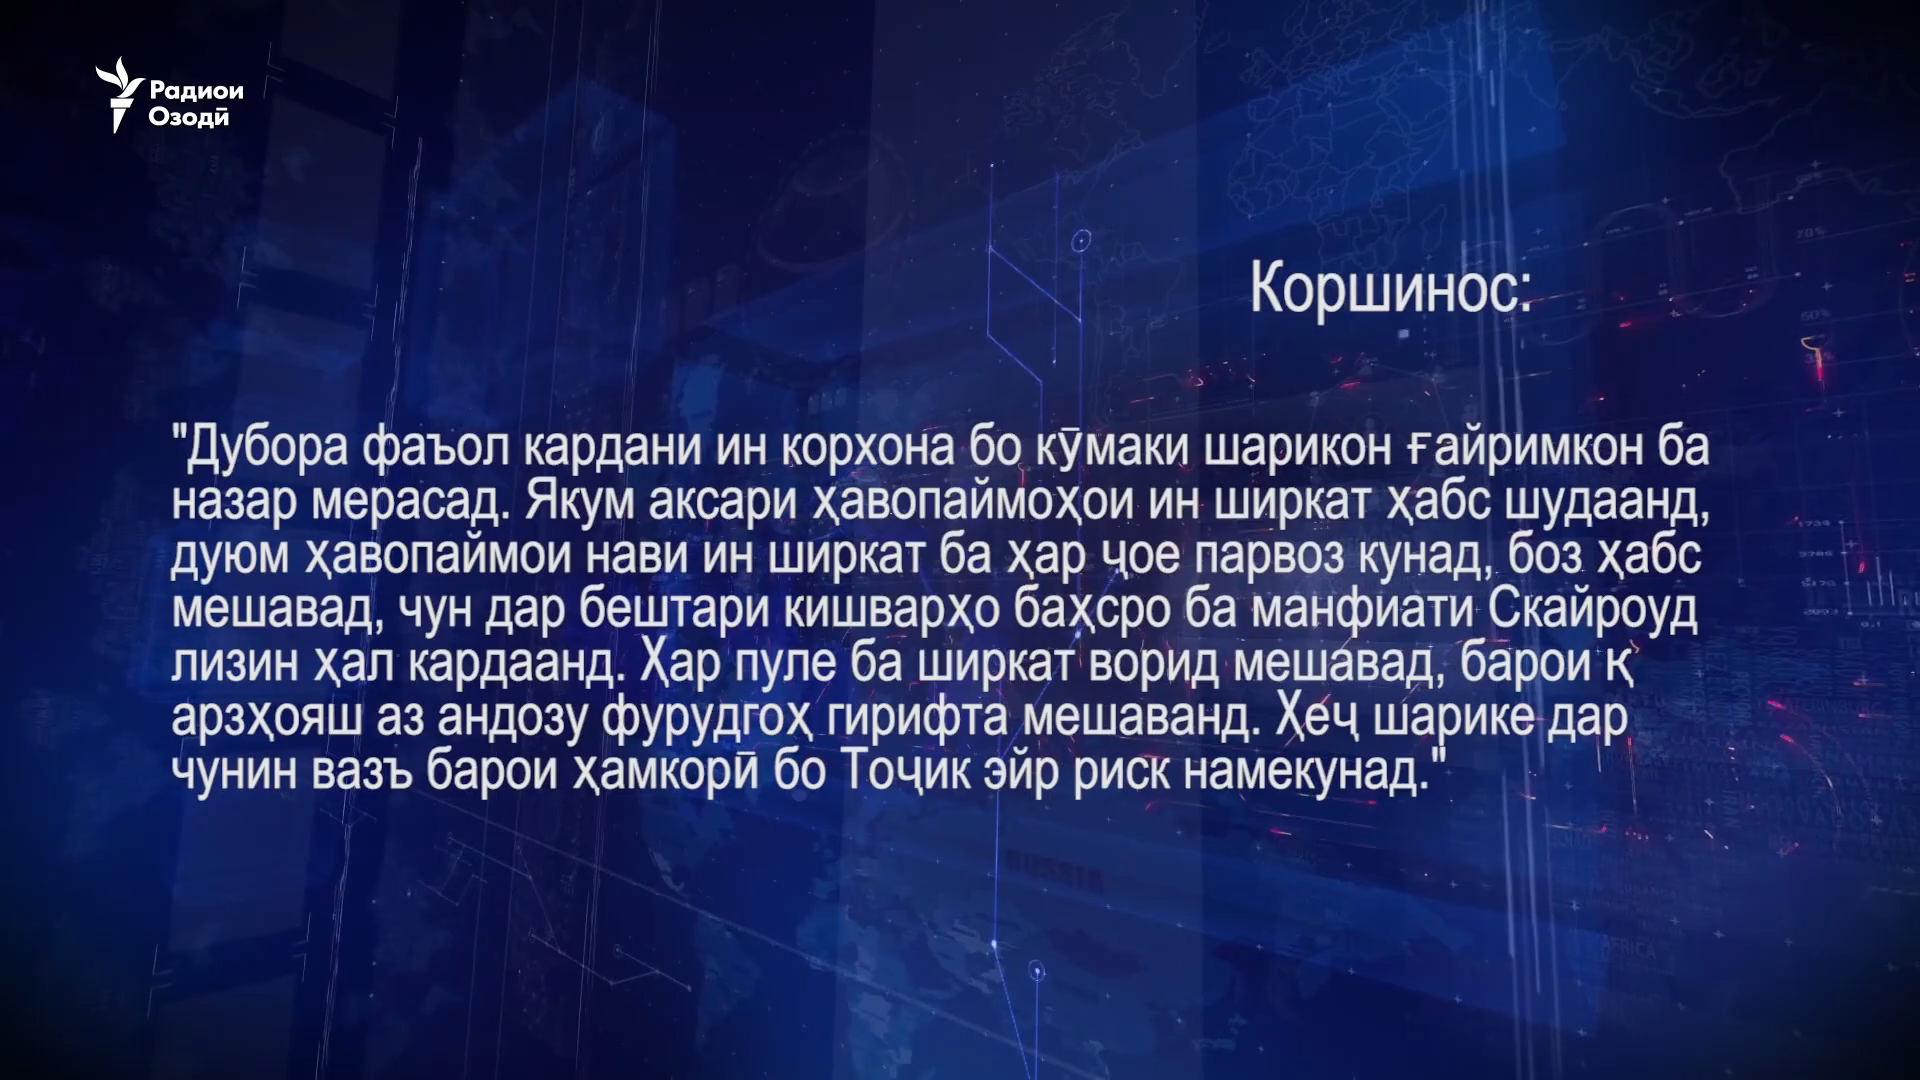 Радиои
Озодӣ
Коршинос:
"Дубора фаъол кардани ин корхона бо кӯмаки шарикон ғайримкон ба
назар мерасад. Якум аксари ҳавопаймоҳои ин ширкат ҳабс шудаанд,
дуюм ҳавопаймои нави ин ширкат ба ҳар ҷое парвоз кунад, боз ҳабс
мешавад, чун дар бештари кишварҳо баҳсро ба манфиати Скайроуд
лизин ҳал кардаанд. Ҳар пуле ба ширкат ворид мешавад, барои қ
арзҳояш аз андозу фурудгоҳ гирифта мешаванд. Ҳеҷ шарике дар
чунин вазъ барои ҳамкорӣ бо Тоҷик эйр риск намекунад."
RUSSIA
AFRICA